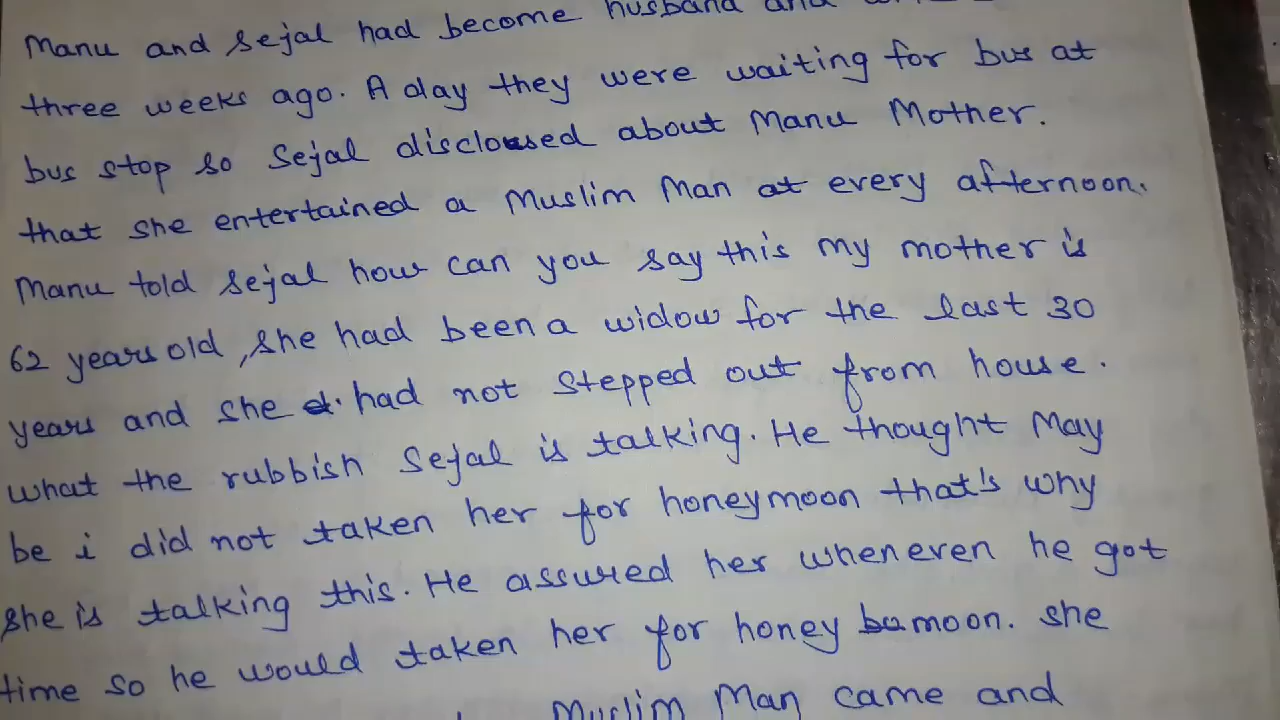 Manu and Sejal had become husband and
three weeks ago. A day they were waiting for bus at
bus stop so Sejal disclosed about Manu Mother.
that she entertained a Muslim Man at every afternoon.
Manu told Sejal how can you say this my mother is
62 years old, she had been a widow for the last 30
years and she had not stepped out from house.
what the rubbish Sejal is talking. He thought May
be i did not taken her for honeymoon that's why
she is talking this. He assured her wheneven he got
time so he would taken her for honey moon. she
Muslim Man came and